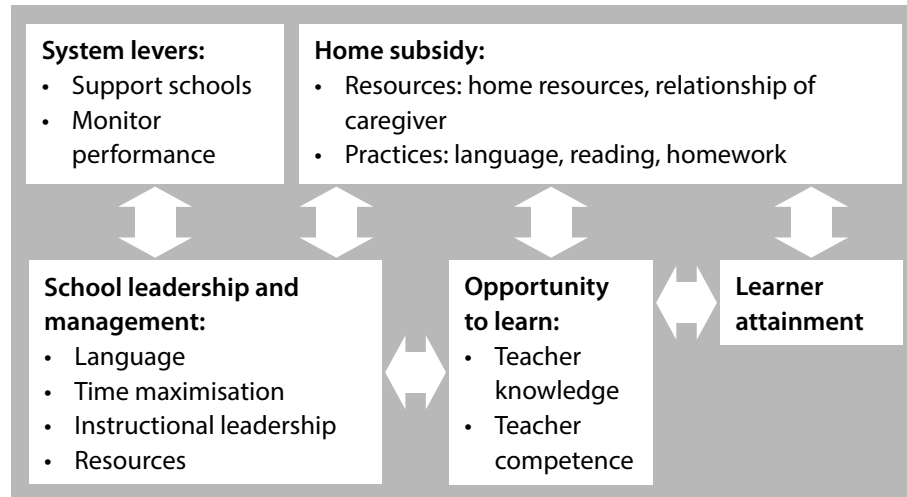 System levers:
• Support schools
• Monitor
performance
Home subsidy:
• Resources: home resources, relationship of
caregiver
• Practices: language, reading, homework
School leadership and
management:
• Language
• Time maximisation
• Instructional leadership
• Resources
Opportunity
to learn:
• Teacher
knowledge
• Teacher
competence
Learner
attainment